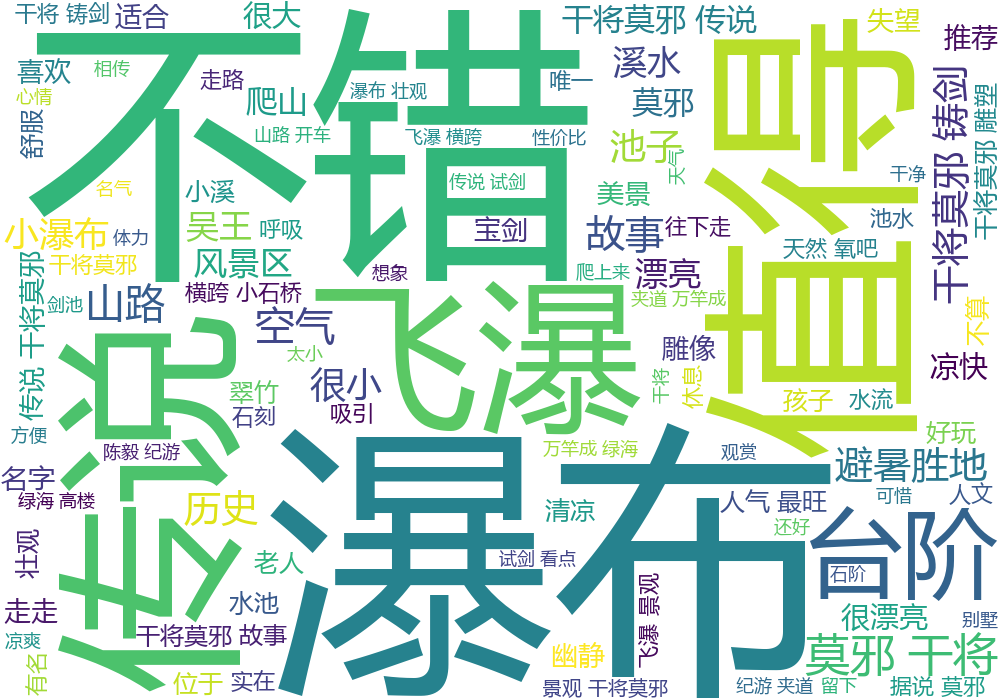 干将 铸剑
适合
很大
干将莫邪 传说
失望
推荐
喜欢
相传
走路
瀑布 壮观
唯一
溪水
心情
爬山
莫邪
不错
值得
干将莫邪 铸剑
干将莫邪 雕塑
舒服
山路 开车
飞瀑 横跨
性价比
池子
天气
名气
小溪
传说 试剑
美景
干净
小瀑布
体力
吴王
呼吸
宝剑
故事
往下走
池水
干将莫邪
风景区
想象
爬上来
漂亮
天然 氧吧
传说 干将莫邪
剑池
山路
横跨 小石桥
夹道 万竿成
不算
空气
飞瀑
雕像
太小
凉快
传说
翠竹
很小
干将
休息
孩子
水流
石刻
吸引
方便
陈毅 纪游
万竿成 绿海
观赏
好玩
名字
避暑胜地
绿海 高楼
历史
瀑布
清凉
人气 最旺
可惜
人文
还好
台阶
壮观
老人
试剑 看点
石阶
走走
水池
飞瀑 景观
很漂亮
别墅
凉爽
干将莫邪 故事
幽静
莫邪 干将
有名
位于
实在
景观 干将莫邪
纪游 夹道
留下
据说 莫邪